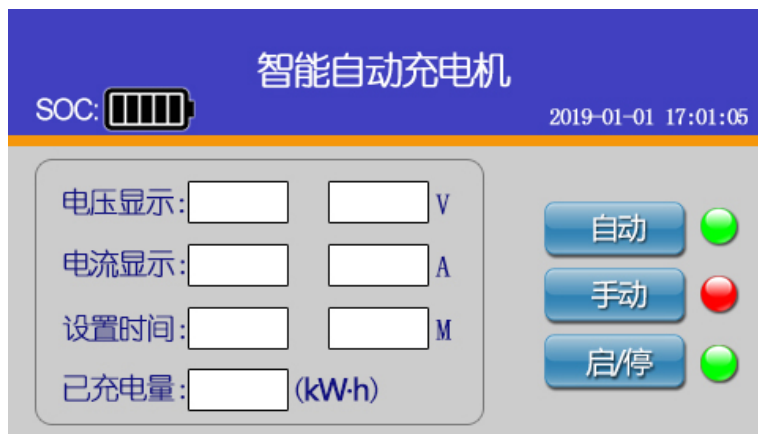 智能自动充电机
SOC:
2019-01-01 17:01:05
电压显示: V
电流显示: A
设置时间: M
已充电量: (kW·h)
自动
手动
启/停